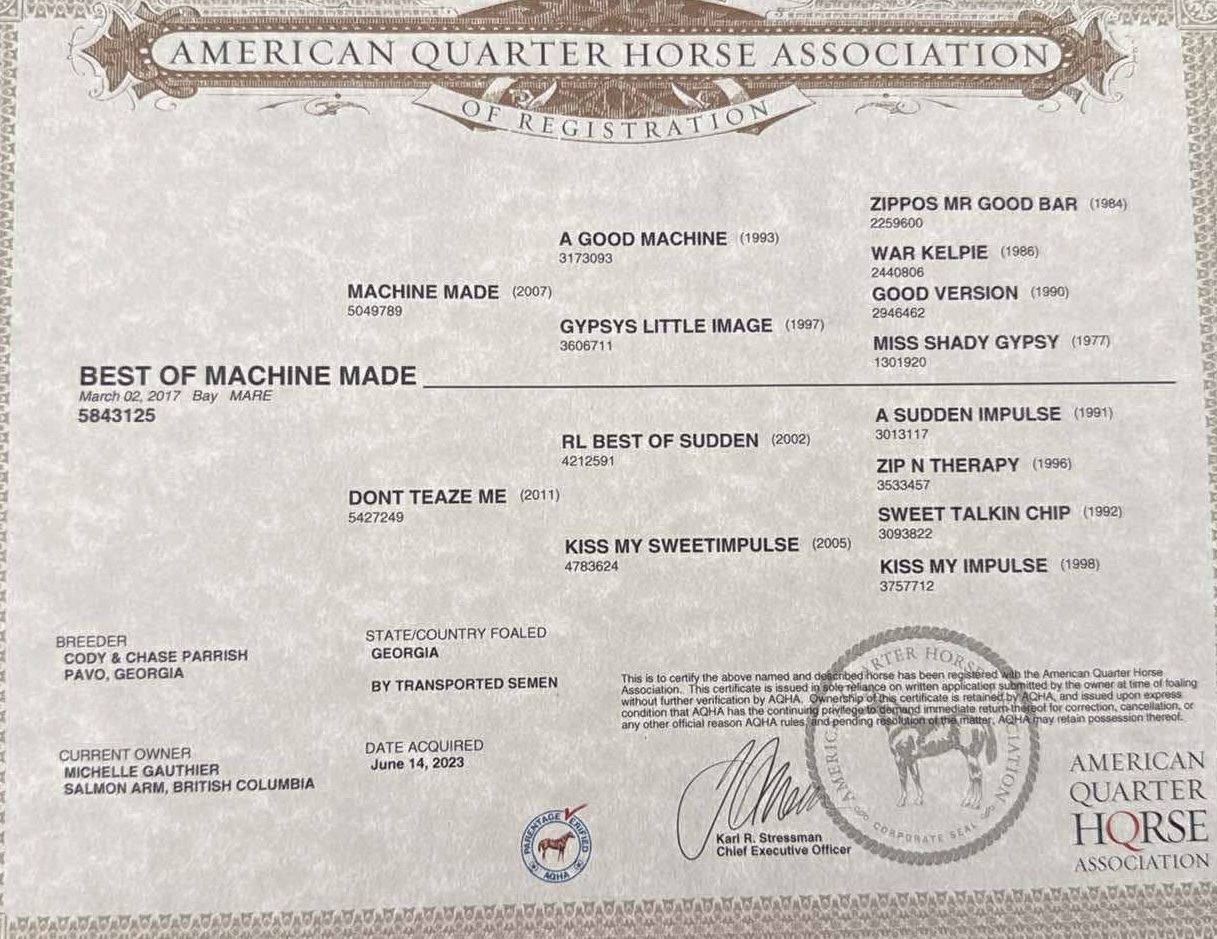 AMERICAN QUARTER HORSE ASSOCIATION
OF REGISTRATION
ZIPPOS MR GOOD BAR (1984)
2259600
A GOOD MACHINE (1993)
3173093
WAR KELPIE (1986)
2440806
MACHINE MADE (2007)
5049789
GOOD VERSION (1990)
2946462
GYPSYS LITTLE IMAGE (1997)
3606711
MISS SHADY GYPSY (1977)
1301920
BEST OF MACHINE MADE
March 02, 2017 Bay MARE
5843125
A SUDDEN IMPULSE (1991)
3013117
RL BEST OF SUDDEN (2002)
4212591
ZIP N THERAPY (1996)
3533457
DONT TEAZE ME (2011)
5427249
SWEET TALKIN CHIP (1992)
3093822
KISS MY SWEETIMPULSE (2005)
4783624
KISS MY IMPULSE (1998)
3757712
BREEDER
CODY & CHASE PARRISH
PAVO, GEORGIA
STATE/COUNTRY FOALED
GEORGIA
BY TRANSPORTED SEMEN
This is to certify the above named and described horse has been registered with the American Quarter Horse
Association. This certificate is issued in sole reliance on written application submitted by the owner at time of foaling
without further verification by AQHA. Ownership of this certificate is retained by AQHA, and issued upon express
condition that AQHA has the continuing privilege to demand immediate return thereof for correction, cancellation, or
any other official reason AQHA rules, and pending resolution of the matter, AQHA may retain possession thereof.
CURRENT OWNER
MICHELLE GAUTHIER
SALMON ARM, BRITISH COLUMBIA
DATE ACQUIRED
June 14, 2023
PARENTAGE VERIFIED
AQHA
Karl R. Stressman
Chief Executive Officer
AMERICAN QUARTER HORSE ASSOCIATION
CORPORATE SEAL
AMERICAN
QUARTER
HORSE
ASSOCIATION